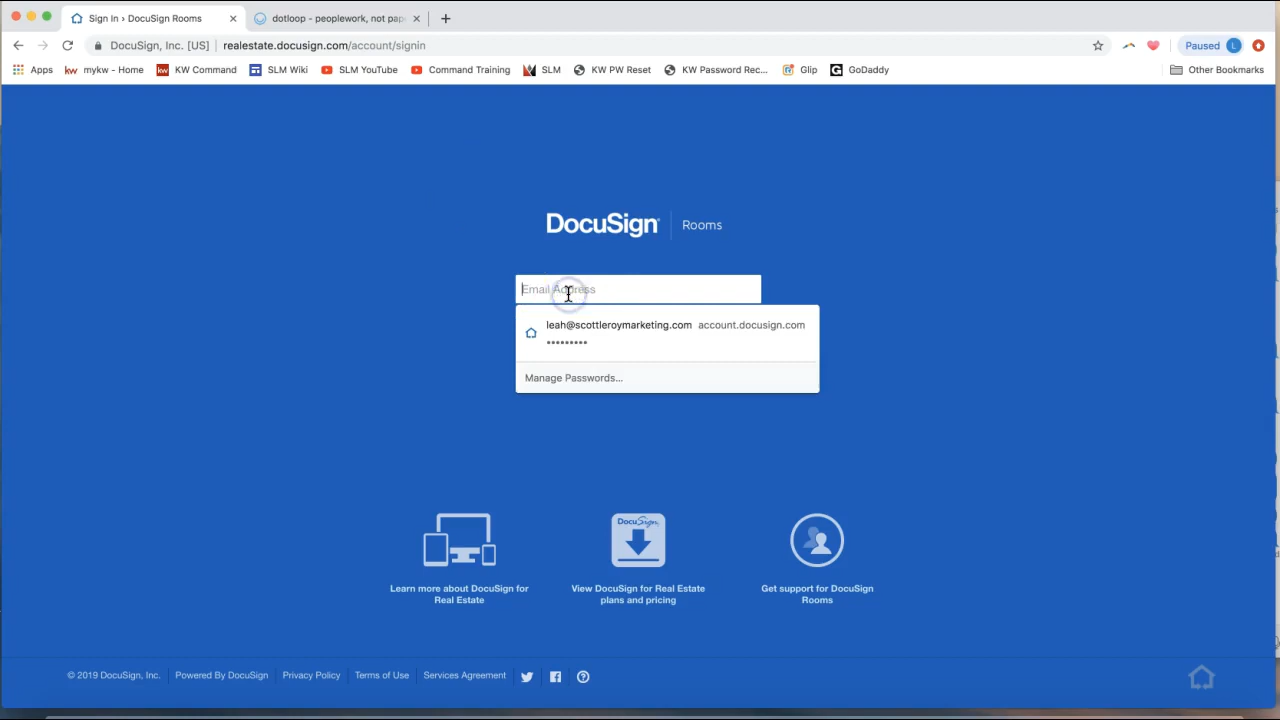 Sign In › DocuSign Rooms
dotloop - peoplework, not pap
DocuSign, Inc. [US]
realestate.docusign.com/account/signin
Paused
L
Apps
kw
mykw - Home
kw
KW Command
SLM Wiki
SLM YouTube
Command Training
SLM
KW PW Reset
KW Password Rec...
Glip
G
GoDaddy
Other Bookmarks
DocuSign
Rooms
Email Address
leah@scottleroymarketing.com account.docusign.com
•••••••••
Manage Passwords...
DocuSign
Learn more about DocuSign for
Real Estate
View DocuSign for Real Estate
plans and pricing
Get support for DocuSign
Rooms
© 2019 DocuSign, Inc.
Powered By DocuSign
Privacy Policy
Terms of Use
Services Agreement